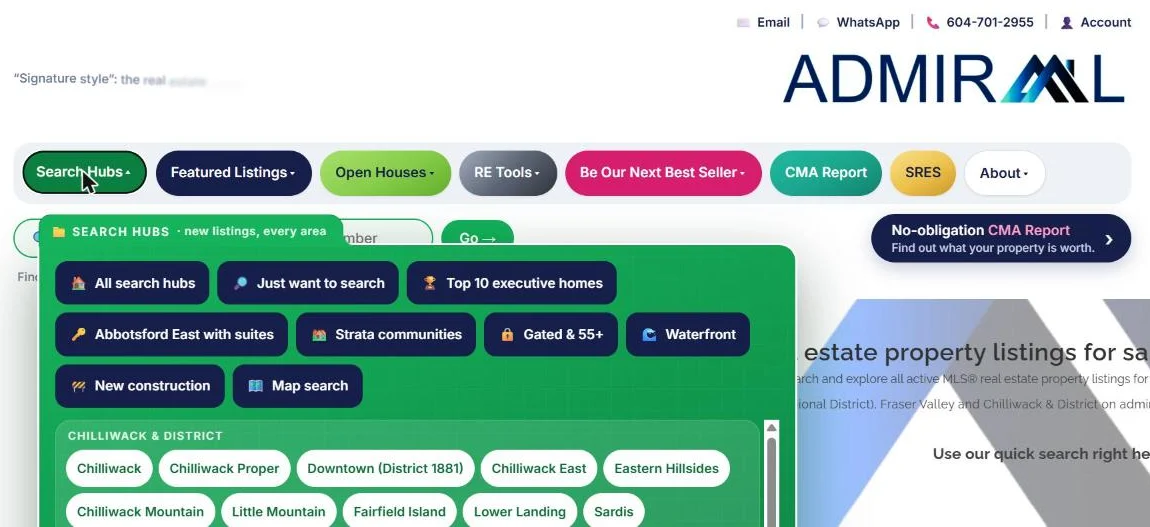 Email | WhatsApp | 604-701-2955 | Account
“Signature style”: the real estate
ADMIRAL
Search Hubs Featured Listings Open Houses RE Tools Be Our Next Best Seller CMA Report SRES About
SEARCH HUBS · new listings, every area
mber
Go →
No-obligation CMA Report
Find out what your property is worth.
Find
All search hubs Just want to search Top 10 executive homes
Abbotsford East with suites Strata communities Gated & 55+ Waterfront
New construction Map search
estate property listings for sa
arch and explore all active MLS® real estate property listings for
ional District). Fraser Valley and Chilliwack & District on admi
Use our quick search right he
CHILLIWACK & DISTRICT
Chilliwack Chilliwack Proper Downtown (District 1881) Chilliwack East Eastern Hillsides
Chilliwack Mountain Little Mountain Fairfield Island Lower Landing Sardis